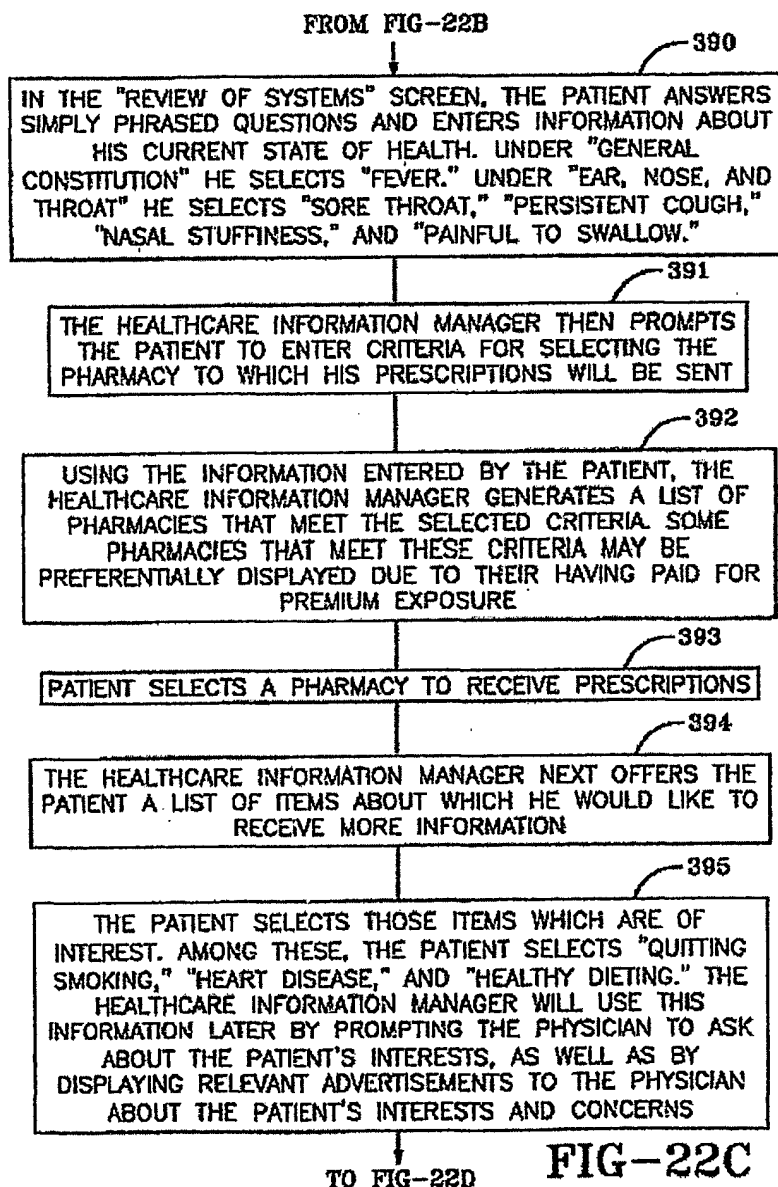 FROM FIG-22B
390
IN THE "REVIEW OF SYSTEMS" SCREEN, THE PATIENT ANSWERS
SIMPLY PHRASED QUESTIONS AND ENTERS INFORMATION ABOUT
HIS CURRENT STATE OF HEALTH. UNDER "GENERAL
CONSTITUTION" HE SELECTS "FEVER." UNDER "EAR, NOSE, AND
THROAT" HE SELECTS "SORE THROAT," "PERSISTENT COUGH,"
"NASAL STUFFINESS," AND "PAINFUL TO SWALLOW."
391
THE HEALTHCARE INFORMATION MANAGER THEN PROMPTS
THE PATIENT TO ENTER CRITERIA FOR SELECTING THE
PHARMACY TO WHICH HIS PRESCRIPTIONS WILL BE SENT
392
USING THE INFORMATION ENTERED BY THE PATIENT, THE
HEALTHCARE INFORMATION MANAGER GENERATES A LIST OF
PHARMACIES THAT MEET THE SELECTED CRITERIA. SOME
PHARMACIES THAT MEET THESE CRITERIA MAY BE
PREFERENTIALLY DISPLAYED DUE TO THEIR HAVING PAID FOR
PREMIUM EXPOSURE
393
PATIENT SELECTS A PHARMACY TO RECEIVE PRESCRIPTIONS
394
THE HEALTHCARE INFORMATION MANAGER NEXT OFFERS THE
PATIENT A LIST OF ITEMS ABOUT WHICH HE WOULD LIKE TO
RECEIVE MORE INFORMATION
395
THE PATIENT SELECTS THOSE ITEMS WHICH ARE OF
INTEREST. AMONG THESE, THE PATIENT SELECTS "QUITTING
SMOKING," "HEART DISEASE," AND "HEALTHY DIETING." THE
HEALTHCARE INFORMATION MANAGER WILL USE THIS
INFORMATION LATER BY PROMPTING THE PHYSICIAN TO ASK
ABOUT THE PATIENT'S INTERESTS, AS WELL AS BY
DISPLAYING RELEVANT ADVERTISEMENTS TO THE PHYSICIAN
ABOUT THE PATIENT'S INTERESTS AND CONCERNS
TO FIG-22D
FIG-22C